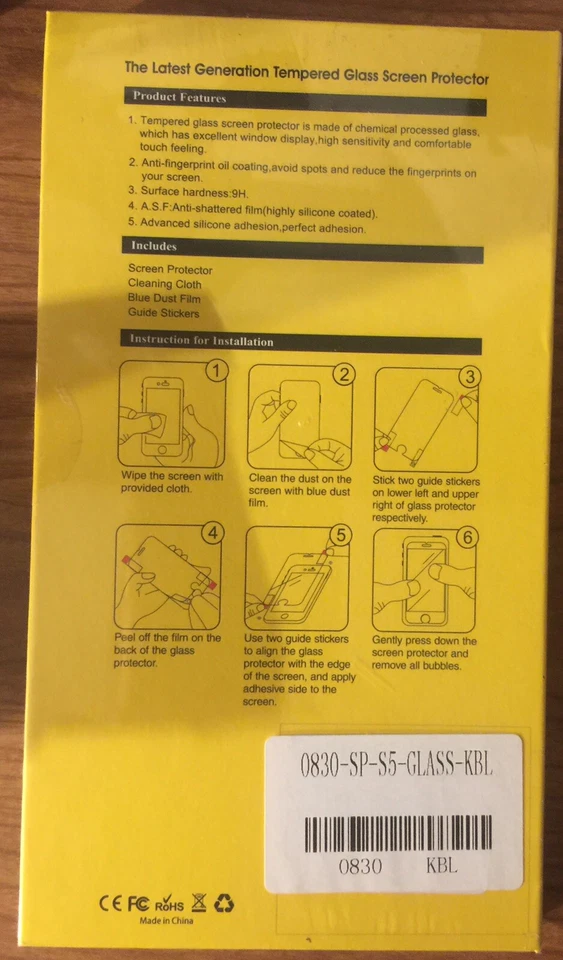 The Latest Generation Tempered Glass Screen Protector
Product Features
1. Tempered glass screen protector is made of chemical processed glass,
which has excellent window display,high sensitivity and comfortable
touch feeling.
2. Anti-fingerprint oil coating,avoid spots and reduce the fingerprints on
your screen.
3. Surface hardness:9H.
4. A.S.F:Anti-shattered film(highly silicone coated).
5. Advanced silicone adhesion,perfect adhesion.
Includes
Screen Protector
Cleaning Cloth
Blue Dust Film
Guide Stickers
Instruction for Installation
1
Wipe the screen with
provided cloth.
2
Clean the dust on the
screen with blue dust
film.
3
Stick two guide stickers
on lower left and upper
right of glass protector
respectively.
4
Peel off the film on the
back of the glass
protector.
5
Use two guide stickers
to align the glass
protector with the edge
of the screen, and apply
adhesive side to the
screen.
6
Gently press down the
screen protector and
remove all bubbles.
0830-SP-S5-GLASS-KBL
0830 KBL
CE FC RoHS
Made in China